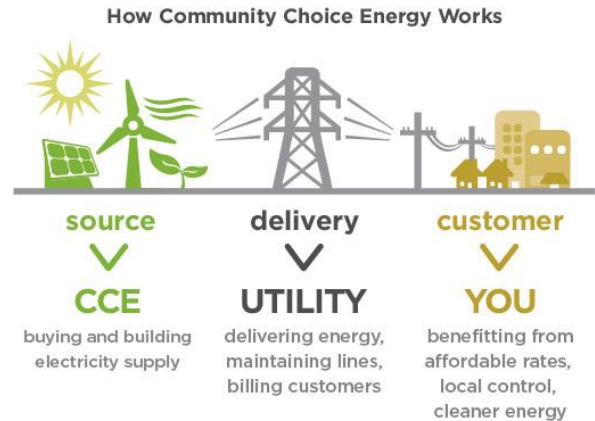 How Community Choice Energy Works
source
CCE
buying and building
electricity supply
delivery
UTILITY
delivering energy,
maintaining lines,
billing customers
customer
YOU
benefitting from
affordable rates,
local control,
cleaner energy